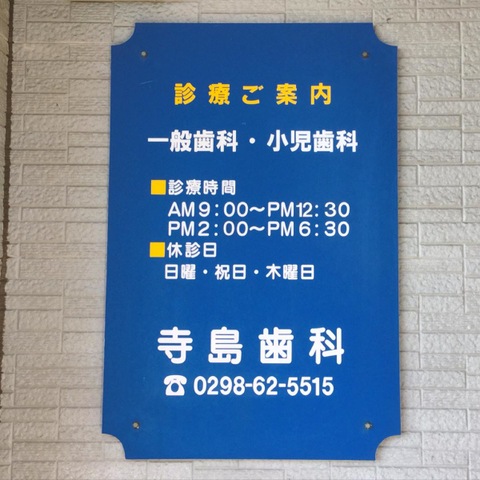 診療ご案内
一般歯科・小児歯科
■診療時間
AM9:00〜PM12:30
PM2:00〜PM6:30
■休診日
日曜・祝日・木曜日
寺島歯科
☎0298-62-5515